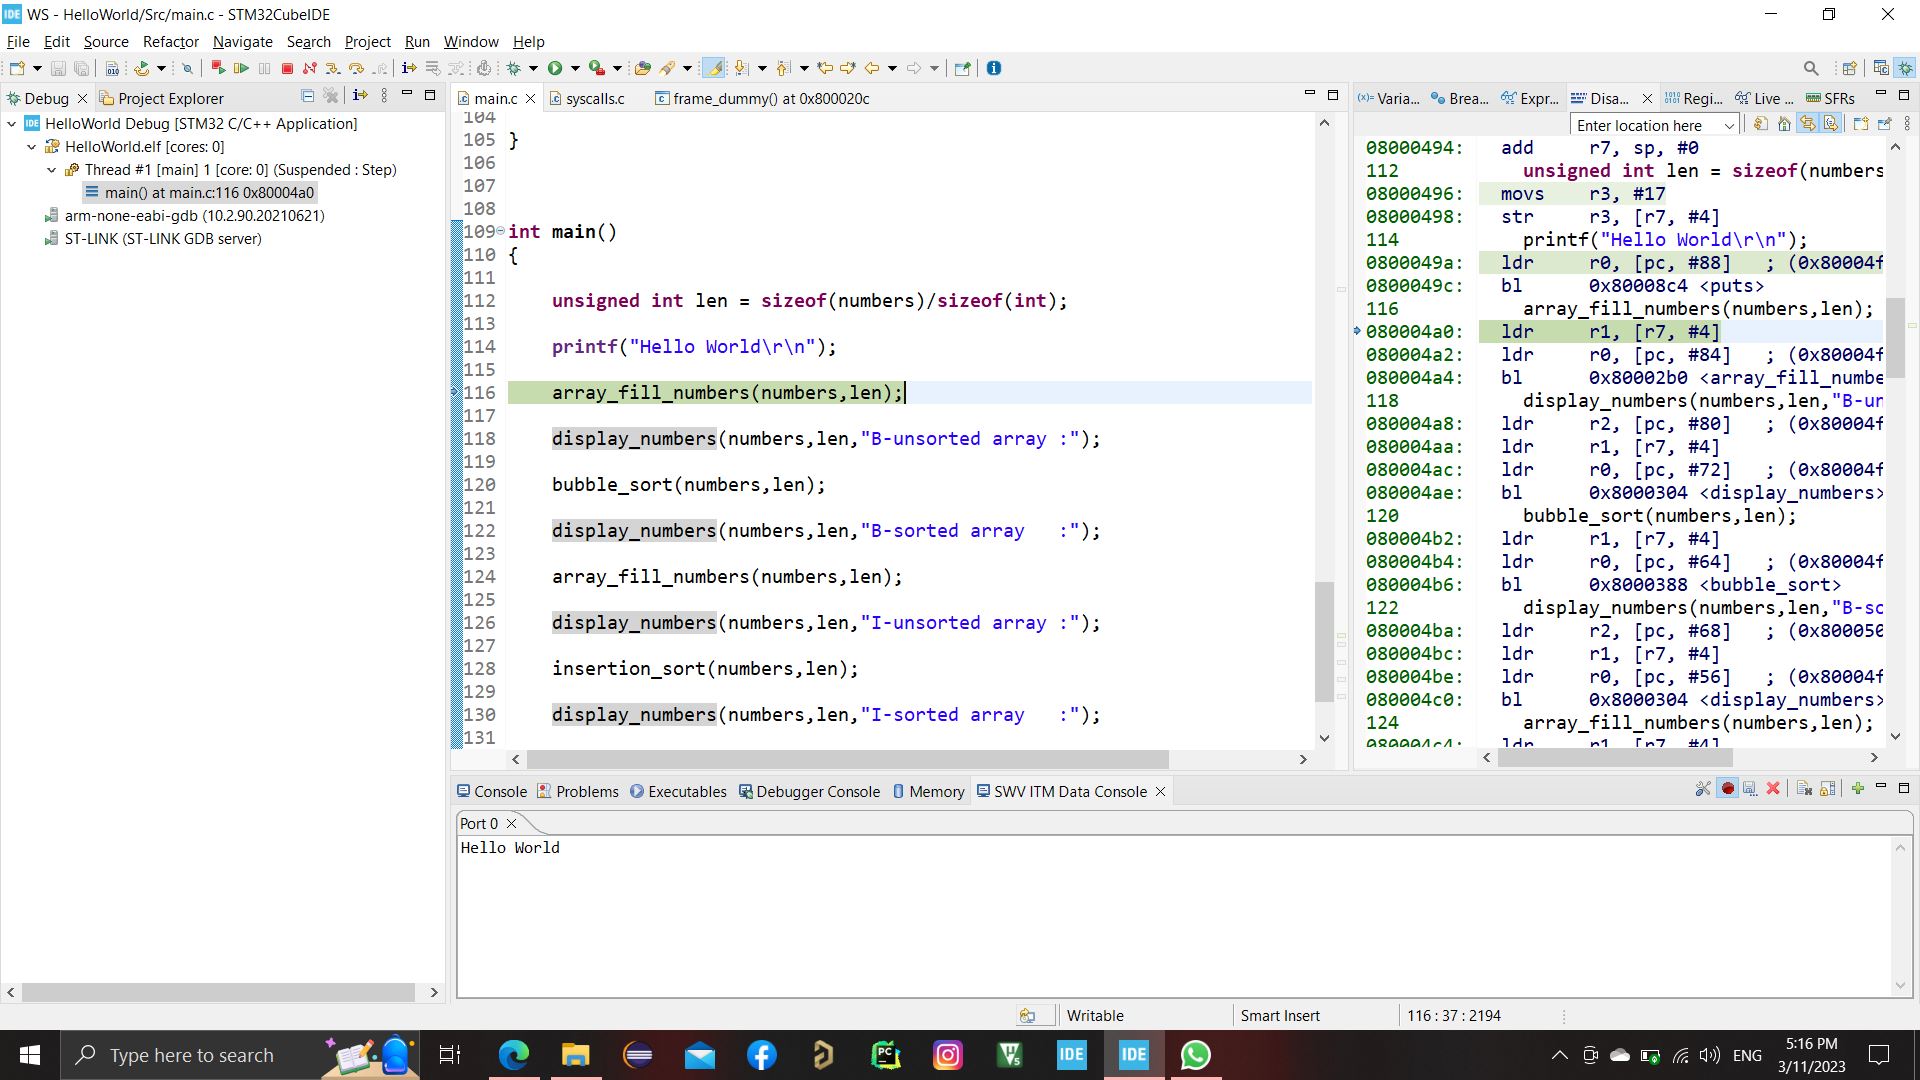 WS - HelloWorld/Src/main.c - STM32CubeIDE
File Edit Source Refactor Navigate Search Project Run Window Help
Debug
Project Explorer
HelloWorld Debug [STM32 C/C++ Application]
HelloWorld.elf [cores: 0]
Thread #1 [main] 1 [core: 0] (Suspended : Step)
main() at main.c:116 0x80004a0
arm-none-eabi-gdb (10.2.90.20210621)
ST-LINK (ST-LINK GDB server)
main.c
syscalls.c
frame_dummy() at 0x800020c
104
105 }
106
107
108
109 int main()
110 {
111
112 unsigned int len = sizeof(numbers)/sizeof(int);
113
114 printf("Hello World\r\n");
115
116 array_fill_numbers(numbers,len);
117
118 display_numbers(numbers,len,"B-unsorted array :");
119
120 bubble_sort(numbers,len);
121
122 display_numbers(numbers,len,"B-sorted array   :");
123
124 array_fill_numbers(numbers,len);
125
126 display_numbers(numbers,len,"I-unsorted array :");
127
128 insertion_sort(numbers,len);
129
130 display_numbers(numbers,len,"I-sorted array   :");
131
(x)= Varia... Brea... Expr... Disa... Regi... Live ... SFRs
Enter location here
08000494: add r7, sp, #0
112 unsigned int len = sizeof(numbers
08000496: movs r3, #17
08000498: str r3, [r7, #4]
114 printf("Hello World\r\n");
0800049a: ldr r0, [pc, #88] ; (0x80004f
0800049c: bl 0x80008c4 <puts>
116 array_fill_numbers(numbers,len);
080004a0: ldr r1, [r7, #4]
080004a2: ldr r0, [pc, #84] ; (0x80004f
080004a4: bl 0x80002b0 <array_fill_numbe
118 display_numbers(numbers,len,"B-un
080004a8: ldr r2, [pc, #80] ; (0x80004f
080004aa: ldr r1, [r7, #4]
080004ac: ldr r0, [pc, #72] ; (0x80004f
080004ae: bl 0x8000304 <display_numbers>
120 bubble_sort(numbers,len);
080004b2: ldr r1, [r7, #4]
080004b4: ldr r0, [pc, #64] ; (0x80004f
080004b6: bl 0x8000388 <bubble_sort>
122 display_numbers(numbers,len,"B-so
080004ba: ldr r2, [pc, #68] ; (0x800050
080004bc: ldr r1, [r7, #4]
080004be: ldr r0, [pc, #56] ; (0x80004f
080004c0: bl 0x8000304 <display_numbers>
124 array_fill_numbers(numbers,len);
080004c4: ldr r1, [r7, #4]
Console Problems Executables Debugger Console Memory SWV ITM Data Console
Port 0
Hello World
Writable
Smart Insert
116 : 37 : 2194
Type here to search
ENG
5:16 PM
3/11/2023